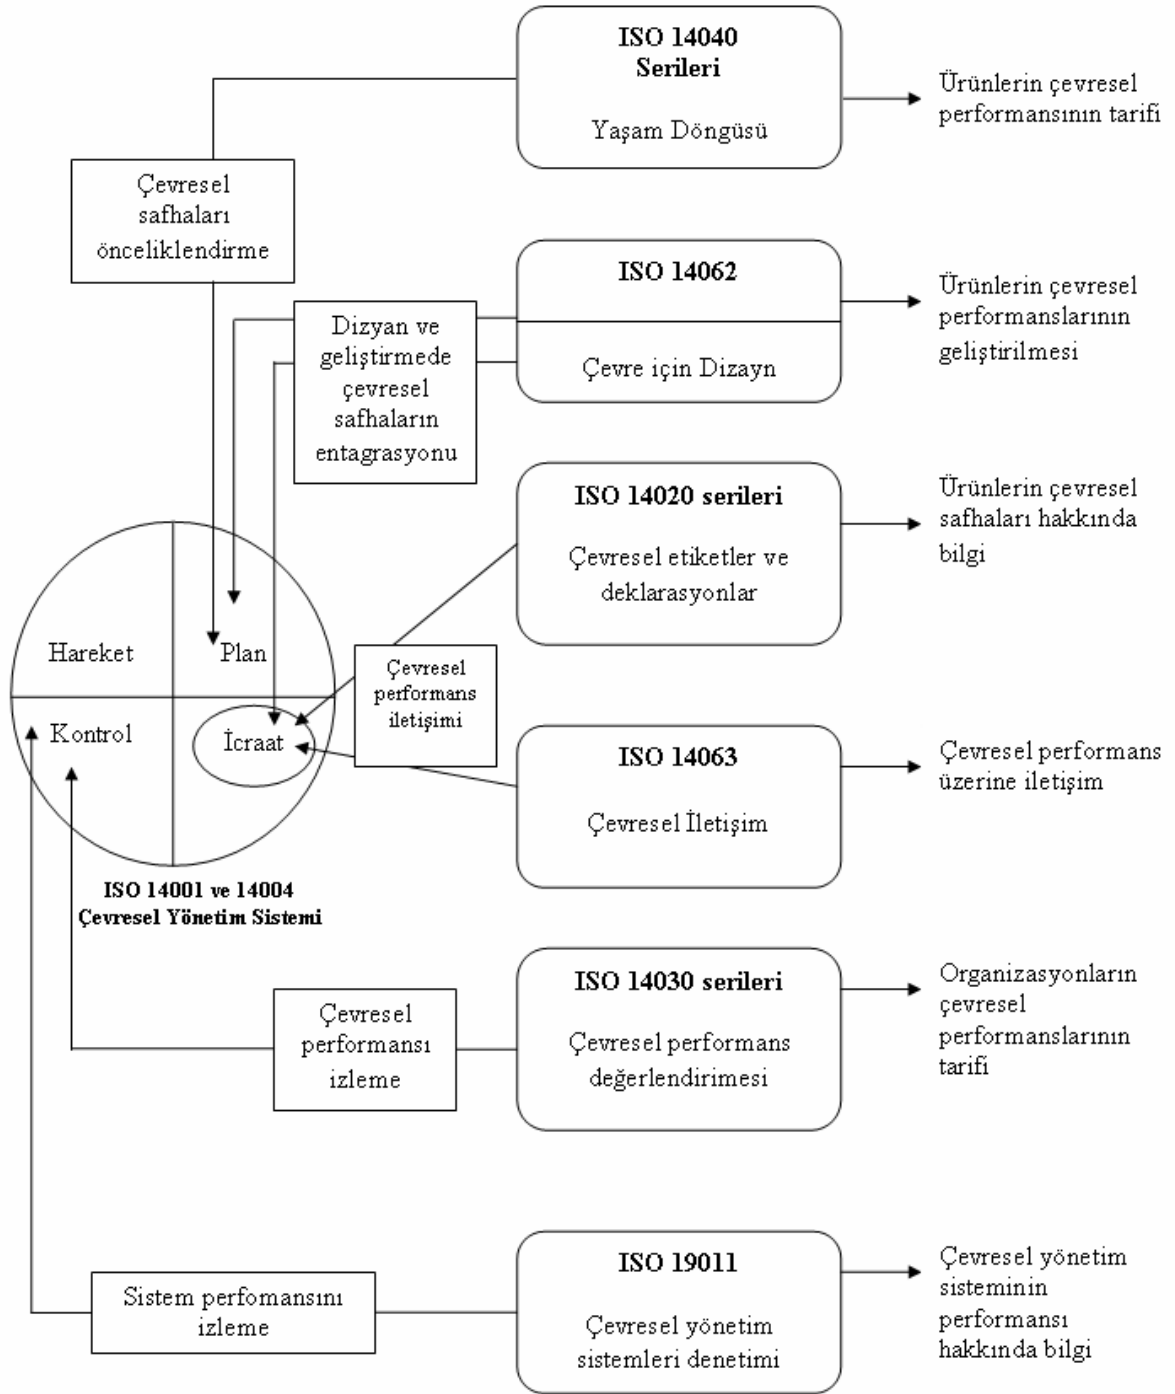 ISO 14040
Serileri
Yaşam Döngüsü
Ürünlerin çevresel
performansının tarifi
Çevresel
safhaları
önceliklendirme
ISO 14062
Çevre için Dizayn
Ürünlerin çevresel
performanslarının
geliştirilmesi
Dizyan ve
geliştirmede
çevresel
safhaların
entagrasyonu
ISO 14020 serileri
Çevresel etiketler ve
deklarasyonlar
Ürünlerin çevresel
safhaları hakkında
bilgi
Hareket
Plan
Kontrol
İcraat
Çevresel
performans
iletişimi
ISO 14063
Çevresel İletişim
Çevresel performans
üzerine iletişim
ISO 14001 ve 14004
Çevresel Yönetim Sistemi
Çevresel
performansı
izleme
ISO 14030 serileri
Çevresel performans
değerlendirimesi
Organizasyonların
çevresel
performanslarının
tarifi
Sistem perfomansını
izleme
ISO 19011
Çevresel yönetim
sistemleri denetimi
Çevresel yönetim
sisteminin
performansı
hakkında bilgi